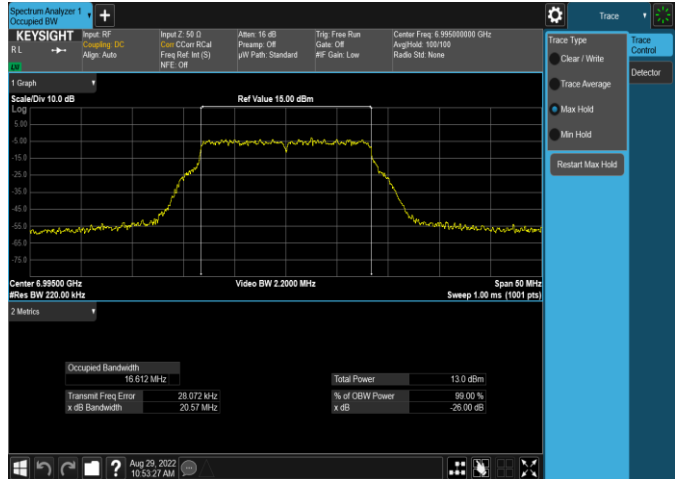 Spectrum Analyzer 1
Occupied BW
+
Trace
KEYSIGHT
Input: RF
Input Z: 50 Ω
Atten: 16 dB
Trig: Free Run
Center Freq: 6.995000000 GHz
R L
Coupling: DC
Corr CCorr RCal
Preamp: Off
Gate: Off
Avg|Hold: 100/100
Align: Auto
Freq Ref: Int (S)
µW Path: Standard
#IF Gain: Low
Radio Std: None
NFE: Off
1 Graph
Scale/Div 10.0 dB
Ref Value 15.00 dBm
Log
5.00
-5.00
-15.0
-25.0
-35.0
-45.0
-55.0
-65.0
-75.0
Center 6.99500 GHz
Video BW 2.2000 MHz
Span 50 MHz
#Res BW 220.00 kHz
Sweep 1.00 ms (1001 pts)
2 Metrics
Occupied Bandwidth
16.612 MHz
Total Power
13.0 dBm
Transmit Freq Error
28.072 kHz
% of OBW Power
99.00 %
x dB Bandwidth
20.57 MHz
x dB
-26.00 dB
Trace Type
Clear / Write
Trace Average
Max Hold
Min Hold
Restart Max Hold
Trace
Control
Detector
?
Aug 29, 2022
10:53:27 AM